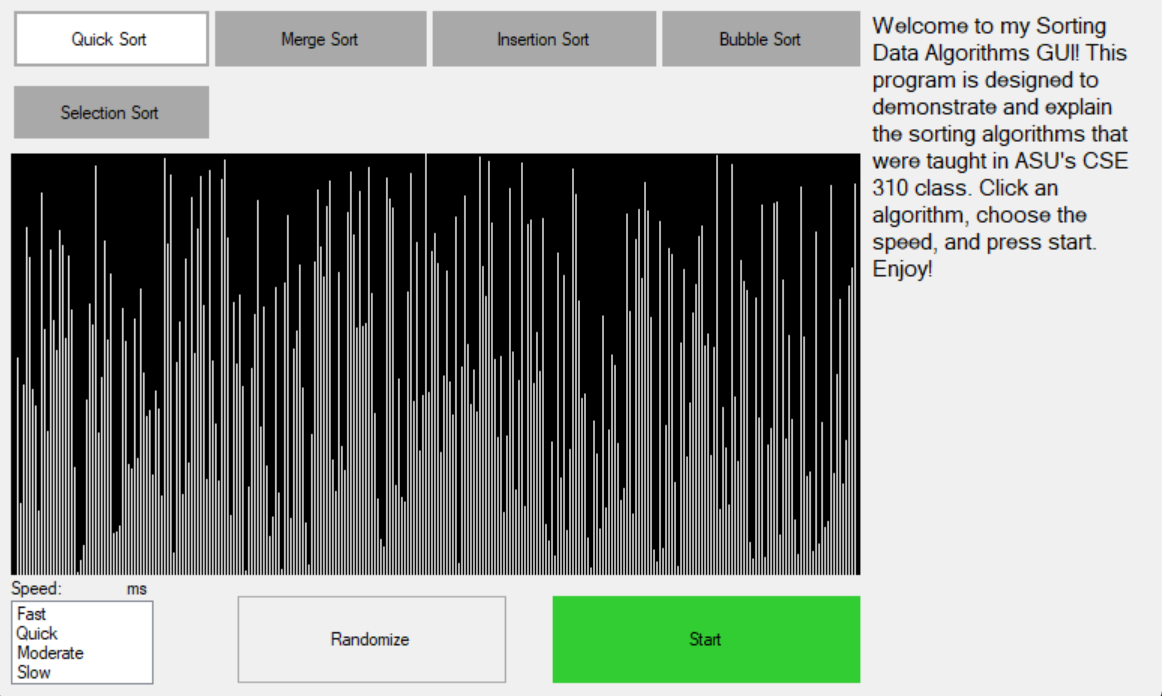 Quick Sort
Merge Sort
Insertion Sort
Bubble Sort
Selection Sort
Welcome to my Sorting
Data Algorithms GUI! This
program is designed to
demonstrate and explain
the sorting algorithms that
were taught in ASU's CSE
310 class. Click an
algorithm, choose the
speed, and press start.
Enjoy!
Speed: ms
Fast
Quick
Moderate
Slow
Randomize
Start